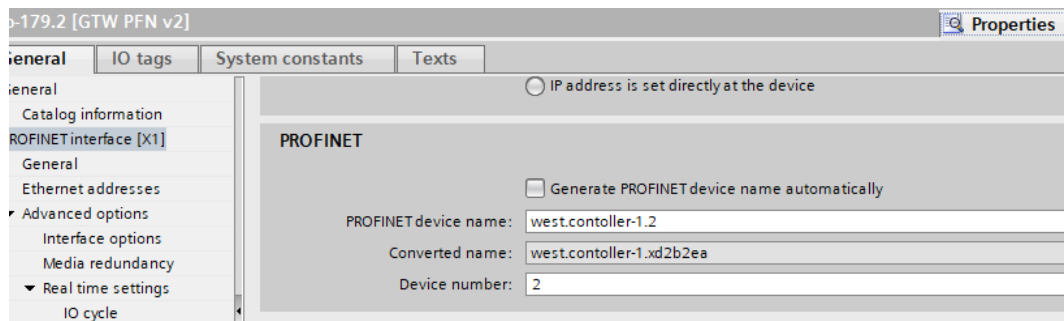 -179.2 [GTW PFN v2]
Properties
General IO tags System constants Texts
General
Catalog information
PROFINET interface [X1]
General
Ethernet addresses
Advanced options
Interface options
Media redundancy
Real time settings
IO cycle
IP address is set directly at the device
PROFINET
Generate PROFINET device name automatically
PROFINET device name: west.contoller-1.2
Converted name: west.contoller-1.xd2b2ea
Device number: 2